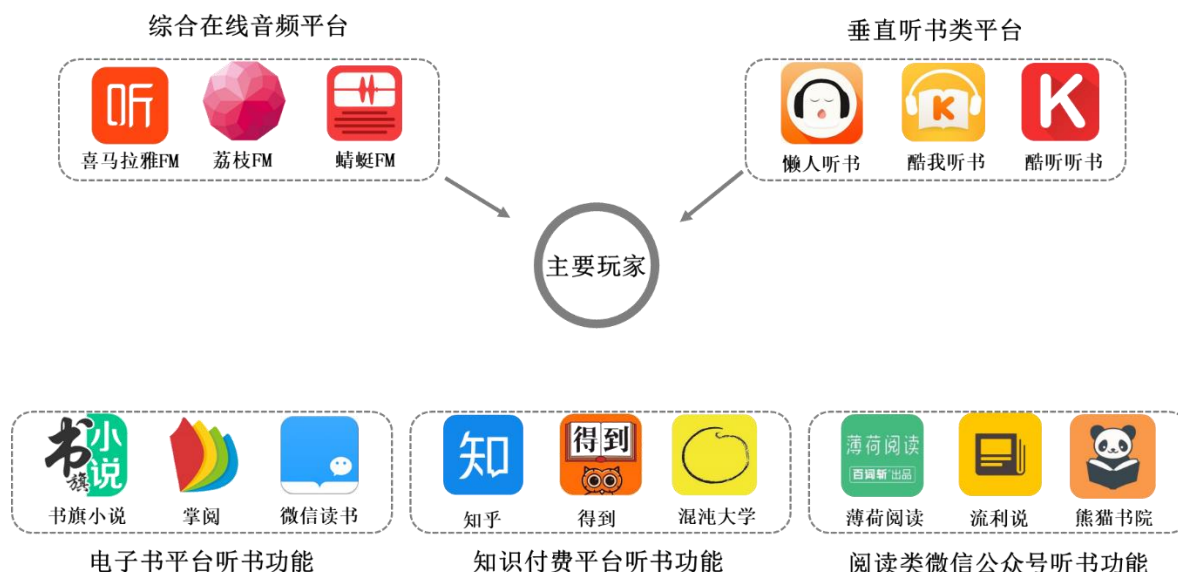 综合在线音频平台
垂直听书类平台
听
K
K
喜马拉雅FM 荔枝FM 蜻蜓FM
懒人听书 酷我听书 酷听听书
主要玩家
书旗小说
知
得到
薄荷阅读
百词斩出品
书旗小说 掌阅 微信读书
知乎 得到 混沌大学
薄荷阅读 流利说 熊猫书院
电子书平台听书功能
知识付费平台听书功能
阅读类微信公众号听书功能